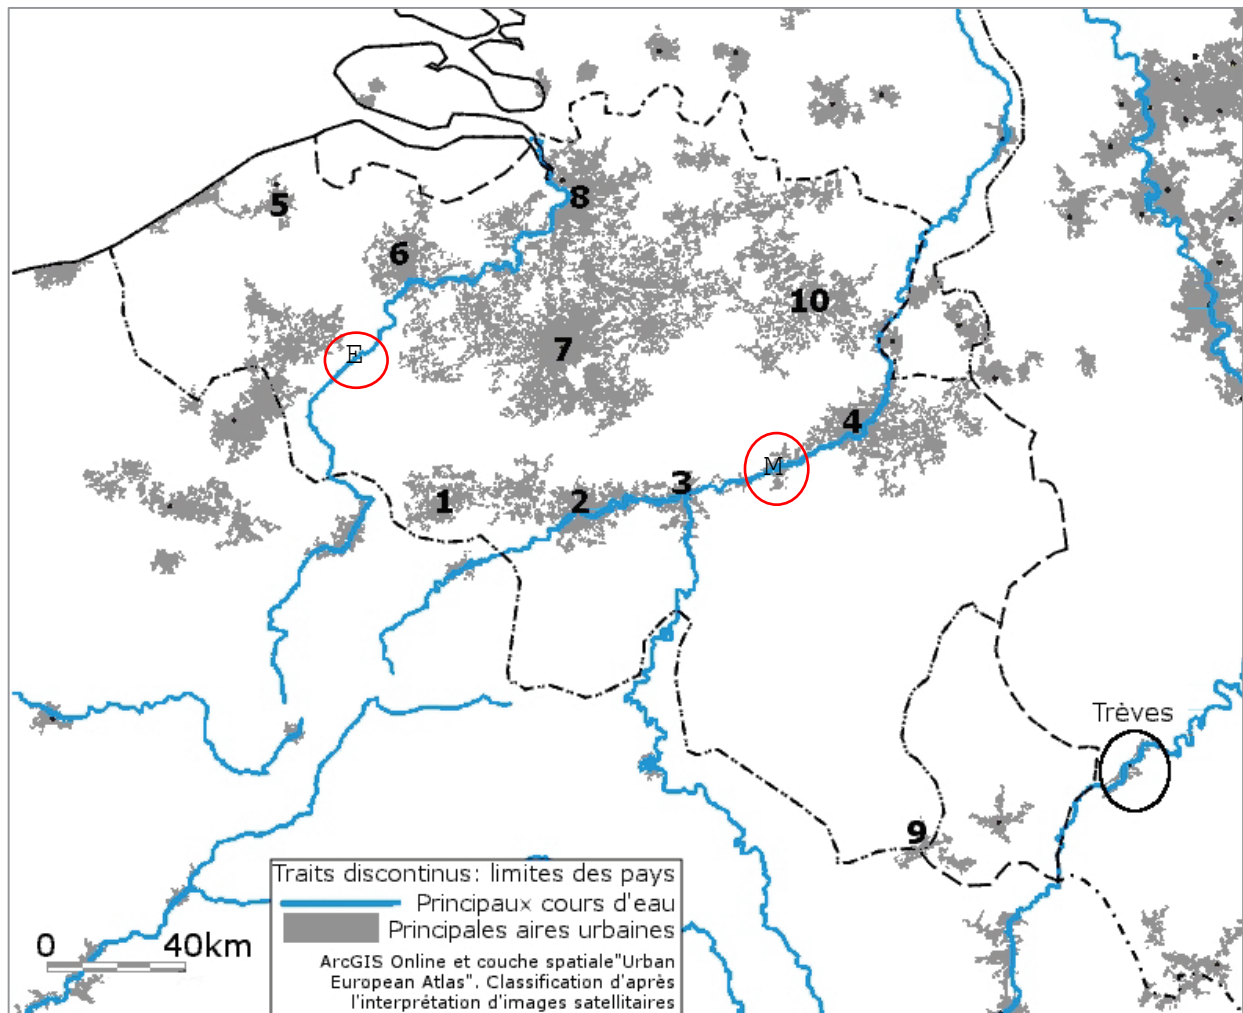 8
5
6
10
E
7
4
M
3
1
2
Trèves
9
Traits discontinus: limites des pays
Principaux cours d'eau
Principales aires urbaines
0 40km
ArcGIS Online et couche spatiale"Urban
European Atlas". Classification d'après
l'interprétation d'images satellitaires